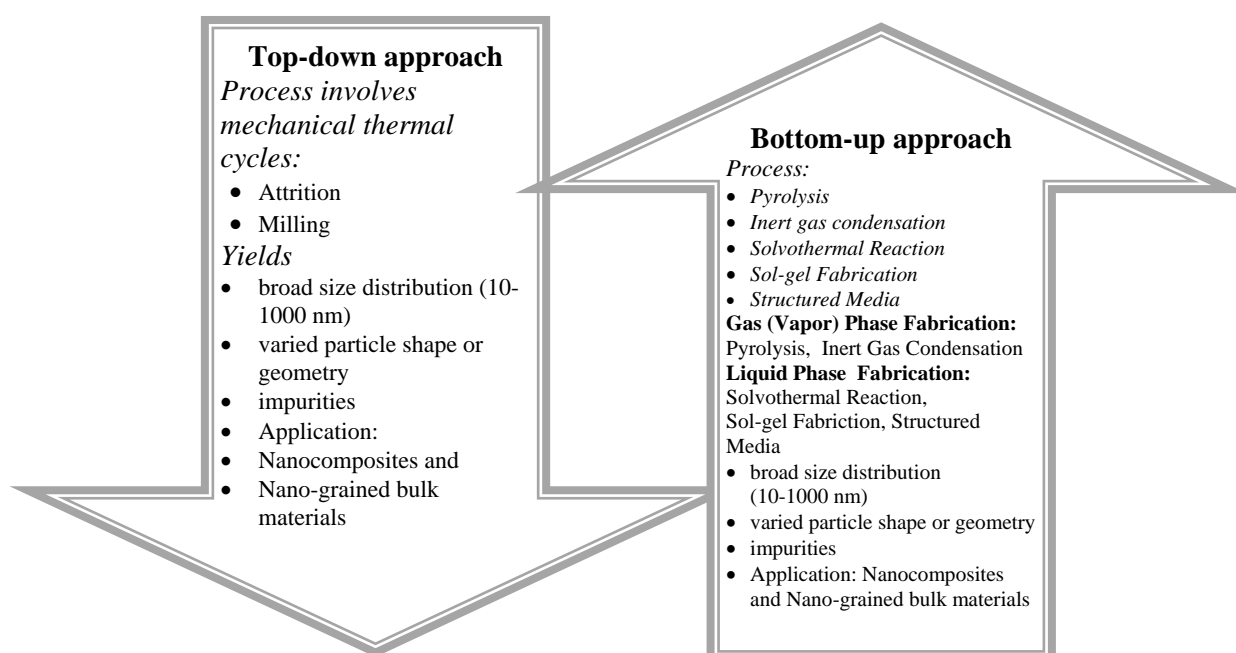 Top-down approach
Process involves
mechanical thermal
cycles:
• Attrition
• Milling
Yields
• broad size distribution (10-
1000 nm)
• varied particle shape or
geometry
• impurities
• Application:
• Nanocomposites and
• Nano-grained bulk
materials
Bottom-up approach
Process:
• Pyrolysis
• Inert gas condensation
• Solvothermal Reaction
• Sol-gel Fabrication
• Structured Media
Gas (Vapor) Phase Fabrication:
Pyrolysis, Inert Gas Condensation
Liquid Phase Fabrication:
Solvothermal Reaction,
Sol-gel Fabriction, Structured
Media
• broad size distribution
(10-1000 nm)
• varied particle shape or geometry
• impurities
• Application: Nanocomposites
and Nano-grained bulk materials